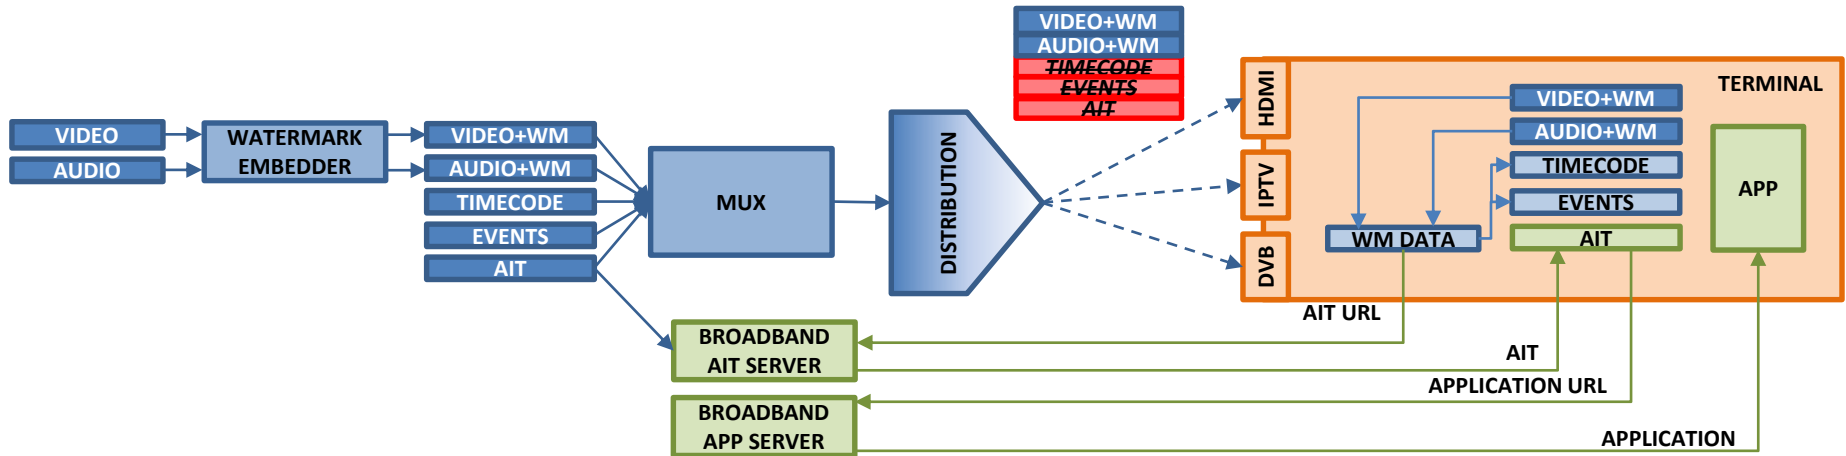 VIDEO
AUDIO
WATERMARK
EMBEDDER
VIDEO+WM
AUDIO+WM
TIMECODE
EVENTS
AIT
MUX
DISTRIBUTION
VIDEO+WM
AUDIO+WM
TIMECODE
EVENTS
AIT
HDMI
IPTV
DVB
TERMINAL
VIDEO+WM
AUDIO+WM
TIMECODE
EVENTS
AIT
WM DATA
APP
AIT URL
BROADBAND
AIT SERVER
AIT
APPLICATION URL
BROADBAND
APP SERVER
APPLICATION